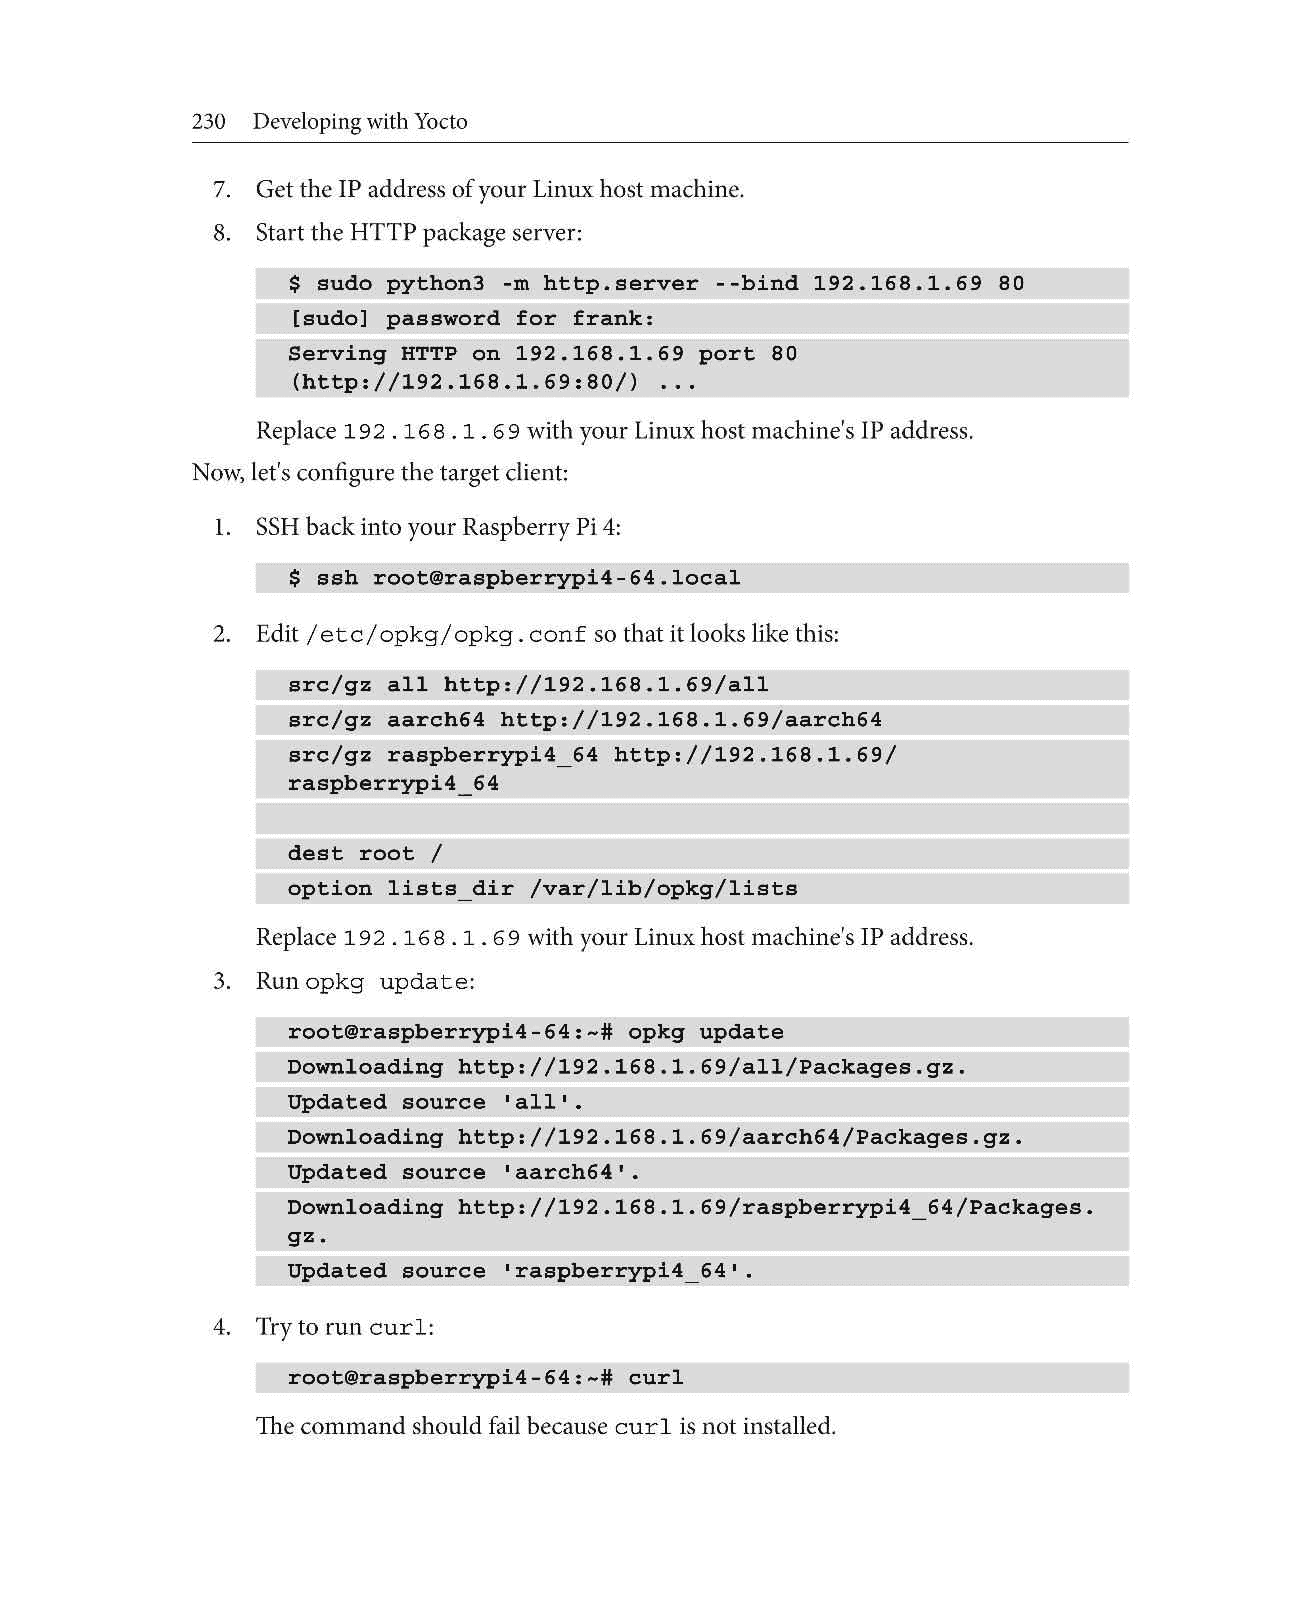 230 Developing with Yocto
7. Get the IP address of your Linux host machine.
8. Start the HTTP package server:
$ sudo python3 -m http.server --bind 192.168.1.69 80
[sudo] password for frank:
Serving HTTP on 192.168.1.69 port 80
(http://192.168.1.69:80/) ...
Replace 192.168.1.69 with your Linux host machine's IP address.
Now, let's configure the target client:
1. SSH back into your Raspberry Pi 4:
$ ssh root@raspberrypi4-64.local
2. Edit /etc/opkg/opkg.conf so that it looks like this:
src/gz all http://192.168.1.69/all
src/gz aarch64 http://192.168.1.69/aarch64
src/gz raspberrypi4_64 http://192.168.1.69/
raspberrypi4_64
dest root /
option lists_dir /var/lib/opkg/lists
Replace 192.168.1.69 with your Linux host machine's IP address.
3. Run opkg update:
root@raspberrypi4-64:~# opkg update
Downloading http://192.168.1.69/all/Packages.gz.
Updated source 'all'.
Downloading http://192.168.1.69/aarch64/Packages.gz.
Updated source 'aarch64'.
Downloading http://192.168.1.69/raspberrypi4_64/Packages.
gz.
Updated source 'raspberrypi4_64'.
4. Try to run curl:
root@raspberrypi4-64:~# curl
The command should fail because curl is not installed.